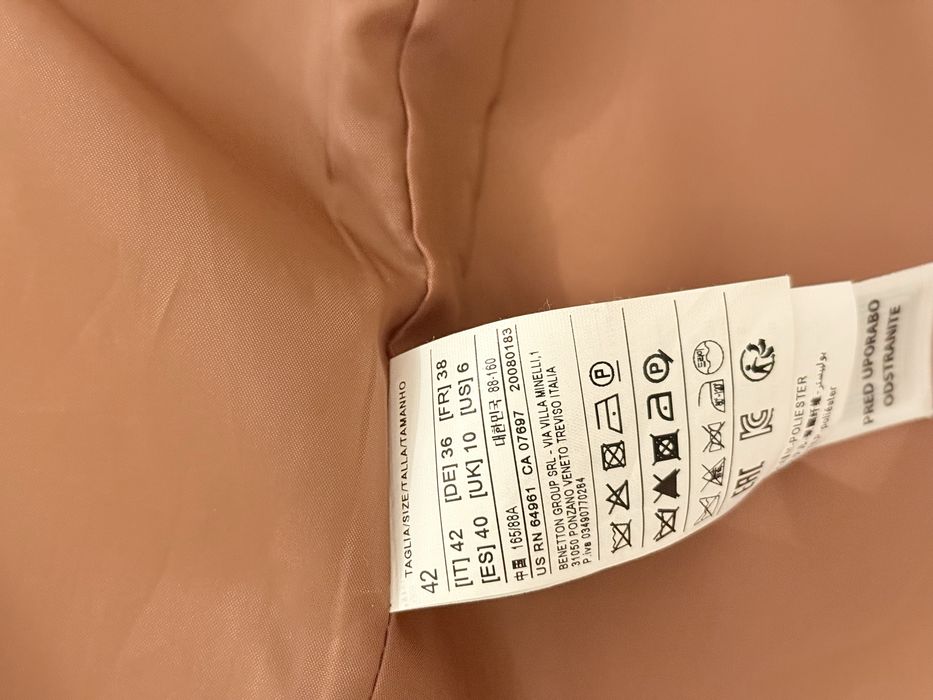 TAGLIA/SIZE/TALLA/TAMANHO
42
[IT] 42 [DE] 36 [FR] 38
[ES] 40 [UK] 10 [US] 6
中国 165/88A 대한민국 88-160
US RN 64961 CA 07697 20080183
BENETTON GROUP SRL - VIA VILLA MINELLI,1
31050 PONZANO VENETO TREVISO ITALIA
P.iva 03490770264
P
P
EAC
POLIESTER
Poliéster
PRED UPORABO
ODSTRANITE